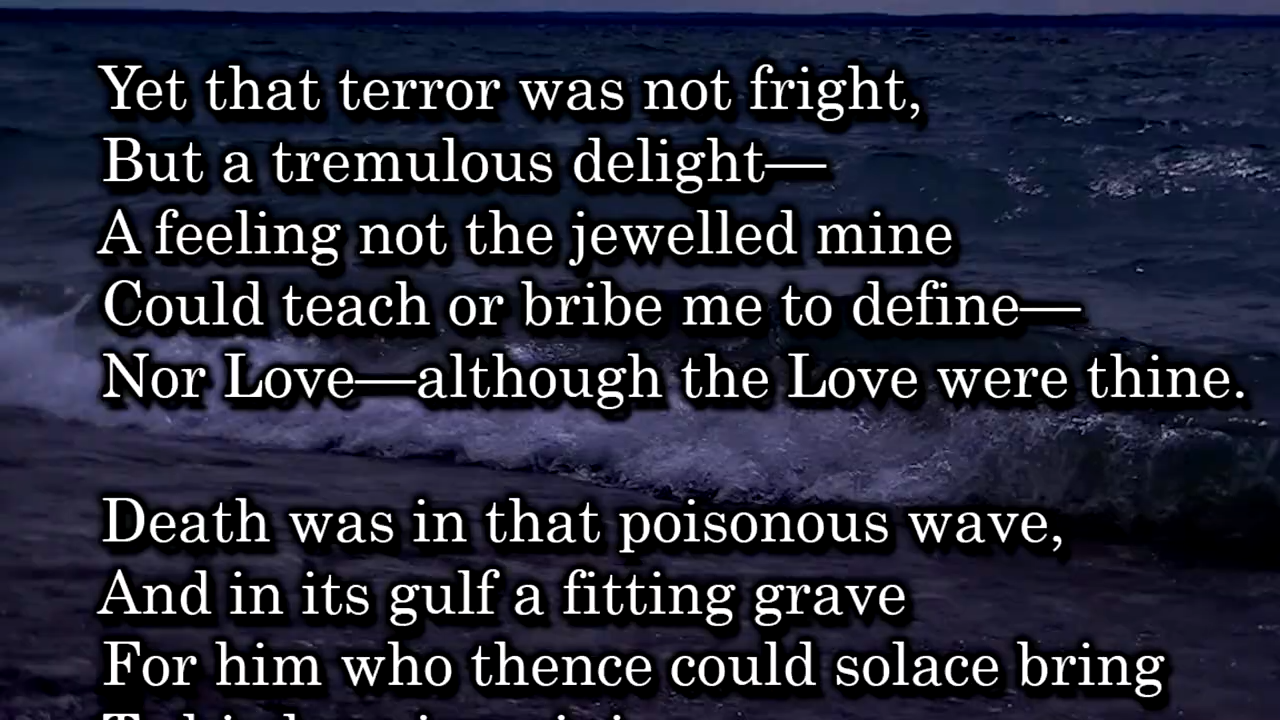 Yet that terror was not fright,
But a tremulous delight—
A feeling not the jewelled mine
Could teach or bribe me to define—
Nor Love—although the Love were thine.
Death was in that poisonous wave,
And in its gulf a fitting grave
For him who thence could solace bring